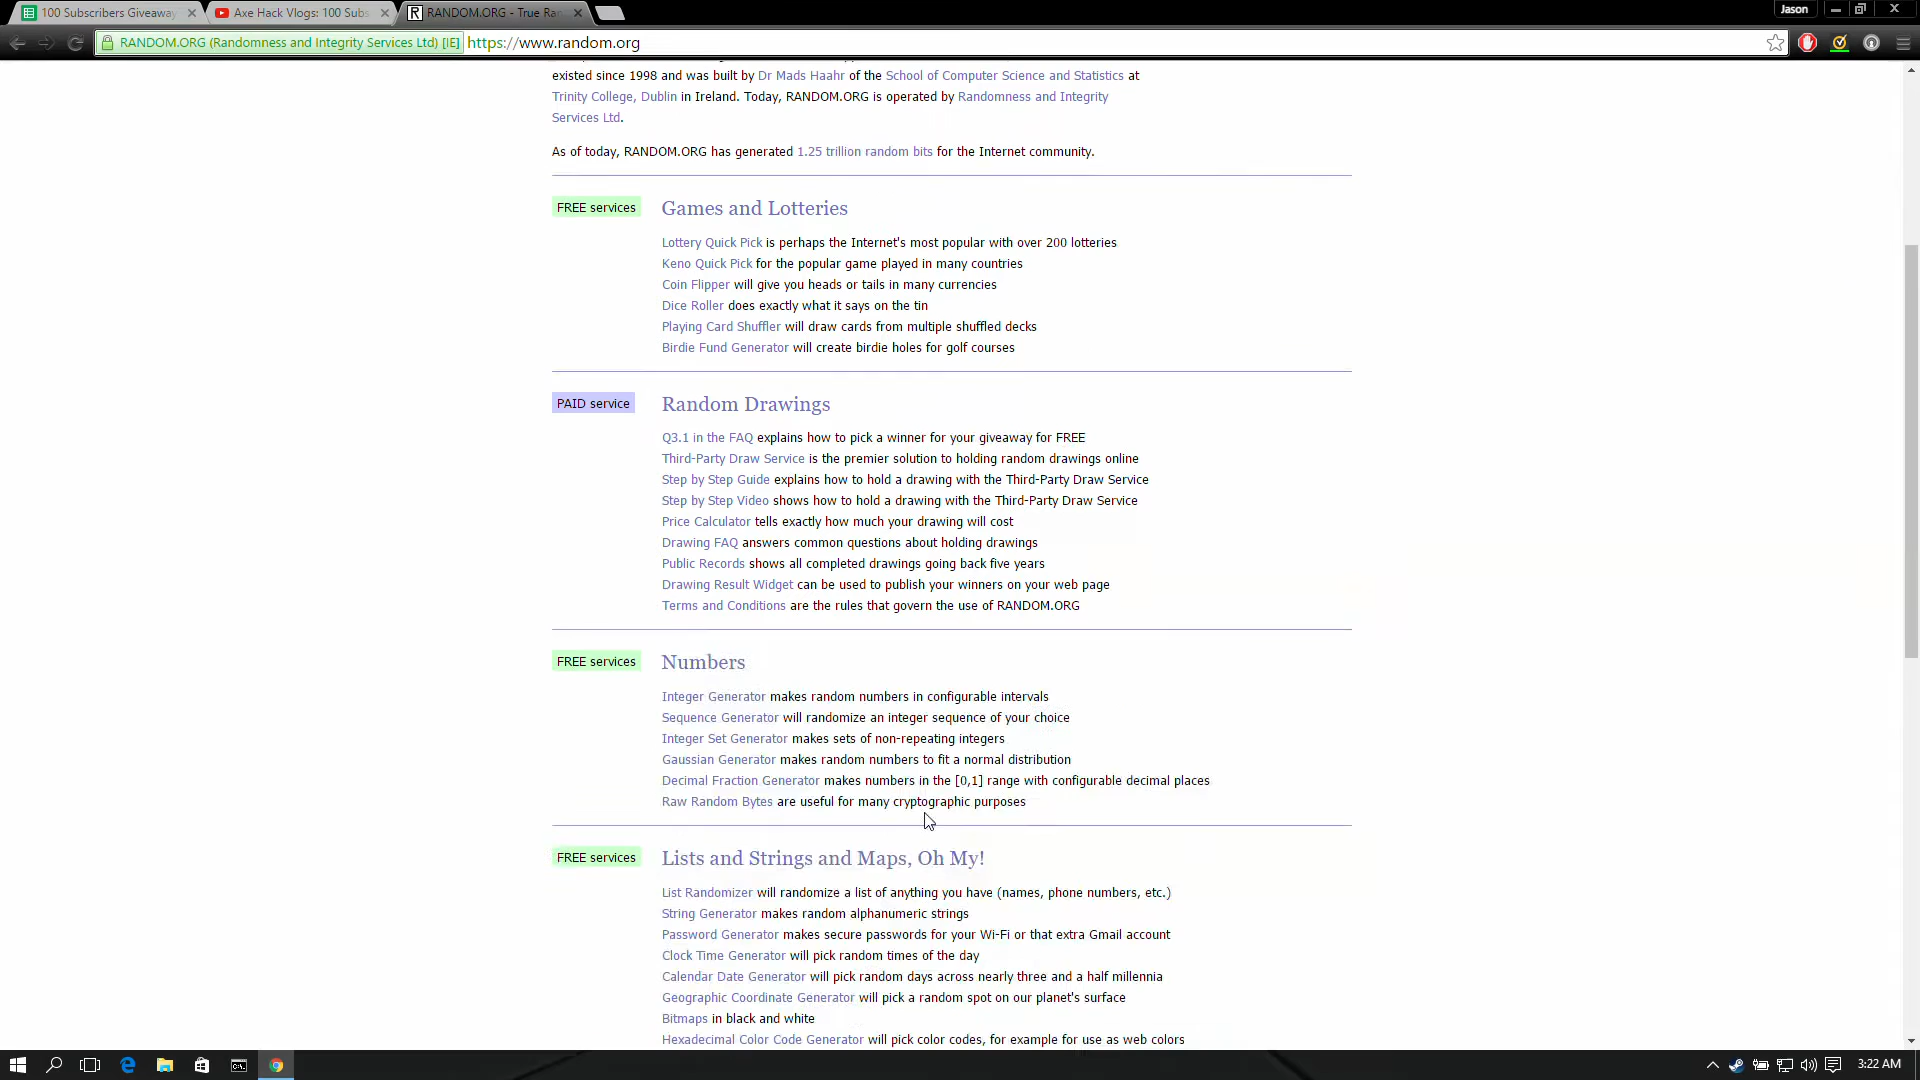 100 Subscribers Giveaway
Axe Hack Vlogs: 100 Subs
RANDOM.ORG - True Ran
Jason
RANDOM.ORG (Randomness and Integrity Services Ltd) [IE] https://www.random.org
existed since 1998 and was built by Dr Mads Haahr of the School of Computer Science and Statistics at
Trinity College, Dublin in Ireland. Today, RANDOM.ORG is operated by Randomness and Integrity
Services Ltd.
As of today, RANDOM.ORG has generated 1.25 trillion random bits for the Internet community.
FREE services Games and Lotteries
Lottery Quick Pick is perhaps the Internet's most popular with over 200 lotteries
Keno Quick Pick for the popular game played in many countries
Coin Flipper will give you heads or tails in many currencies
Dice Roller does exactly what it says on the tin
Playing Card Shuffler will draw cards from multiple shuffled decks
Birdie Fund Generator will create birdie holes for golf courses
PAID service Random Drawings
Q3.1 in the FAQ explains how to pick a winner for your giveaway for FREE
Third-Party Draw Service is the premier solution to holding random drawings online
Step by Step Guide explains how to hold a drawing with the Third-Party Draw Service
Step by Step Video shows how to hold a drawing with the Third-Party Draw Service
Price Calculator tells exactly how much your drawing will cost
Drawing FAQ answers common questions about holding drawings
Public Records shows all completed drawings going back five years
Drawing Result Widget can be used to publish your winners on your web page
Terms and Conditions are the rules that govern the use of RANDOM.ORG
FREE services Numbers
Integer Generator makes random numbers in configurable intervals
Sequence Generator will randomize an integer sequence of your choice
Integer Set Generator makes sets of non-repeating integers
Gaussian Generator makes random numbers to fit a normal distribution
Decimal Fraction Generator makes numbers in the [0,1] range with configurable decimal places
Raw Random Bytes are useful for many cryptographic purposes
FREE services Lists and Strings and Maps, Oh My!
List Randomizer will randomize a list of anything you have (names, phone numbers, etc.)
String Generator makes random alphanumeric strings
Password Generator makes secure passwords for your Wi-Fi or that extra Gmail account
Clock Time Generator will pick random times of the day
Calendar Date Generator will pick random days across nearly three and a half millennia
Geographic Coordinate Generator will pick a random spot on our planet's surface
Bitmaps in black and white
Hexadecimal Color Code Generator will pick color codes, for example for use as web colors
3:22 AM